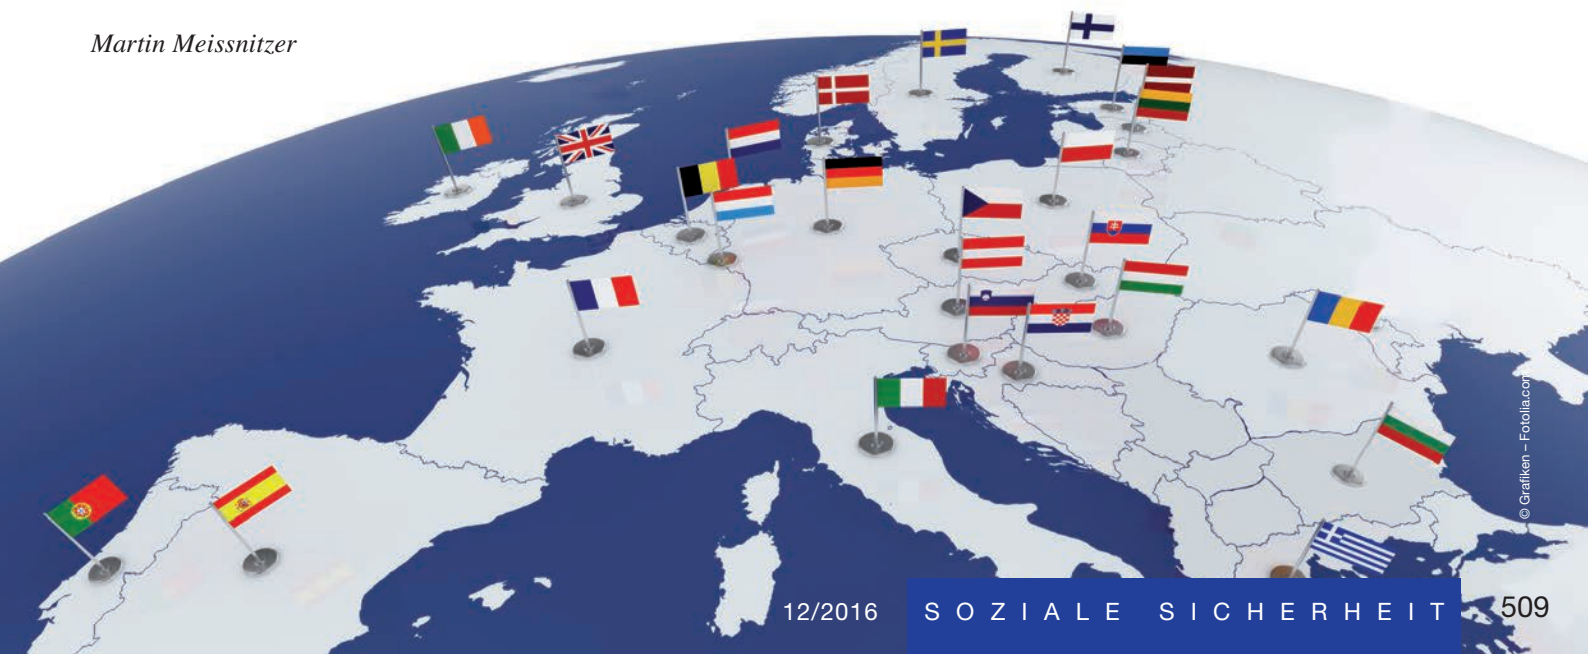 Martin Meissnitzer
© Grafiken – Fotolia.com
12/2016 SOZIALE SICHERHEIT 509